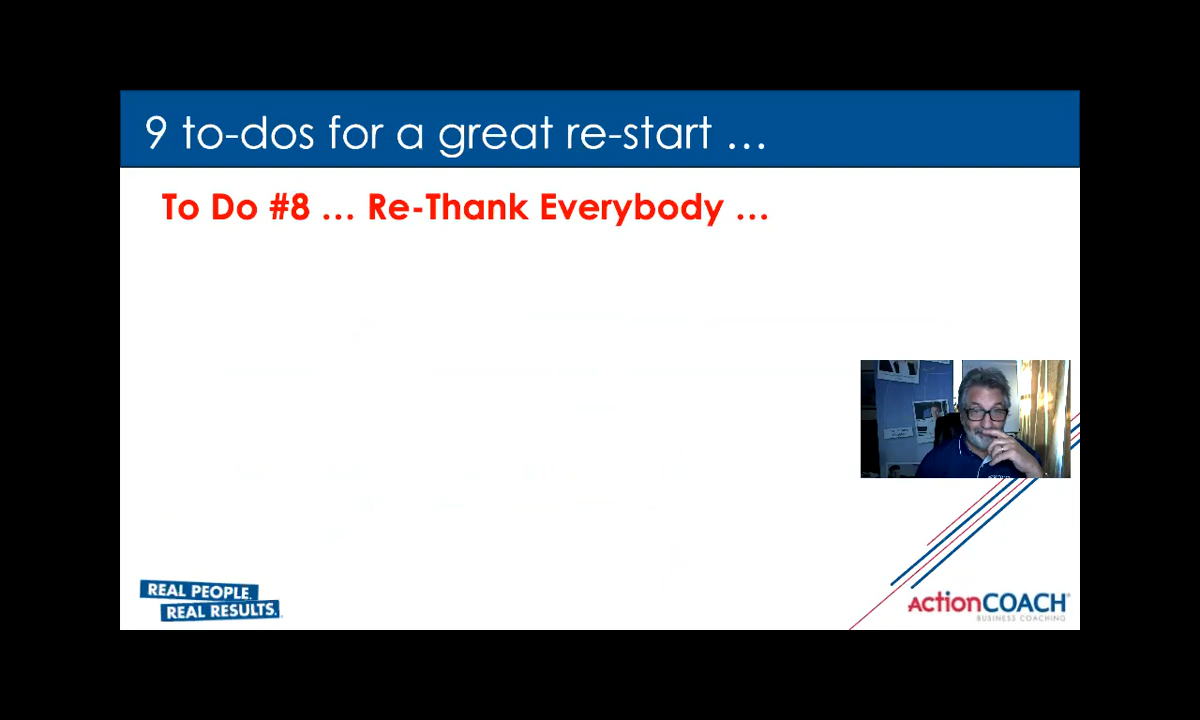 9 to-dos for a great re-start …
To Do #8 … Re-Thank Everybody …
REAL PEOPLE.
REAL RESULTS.
ActionCOACH
BUSINESS COACHING